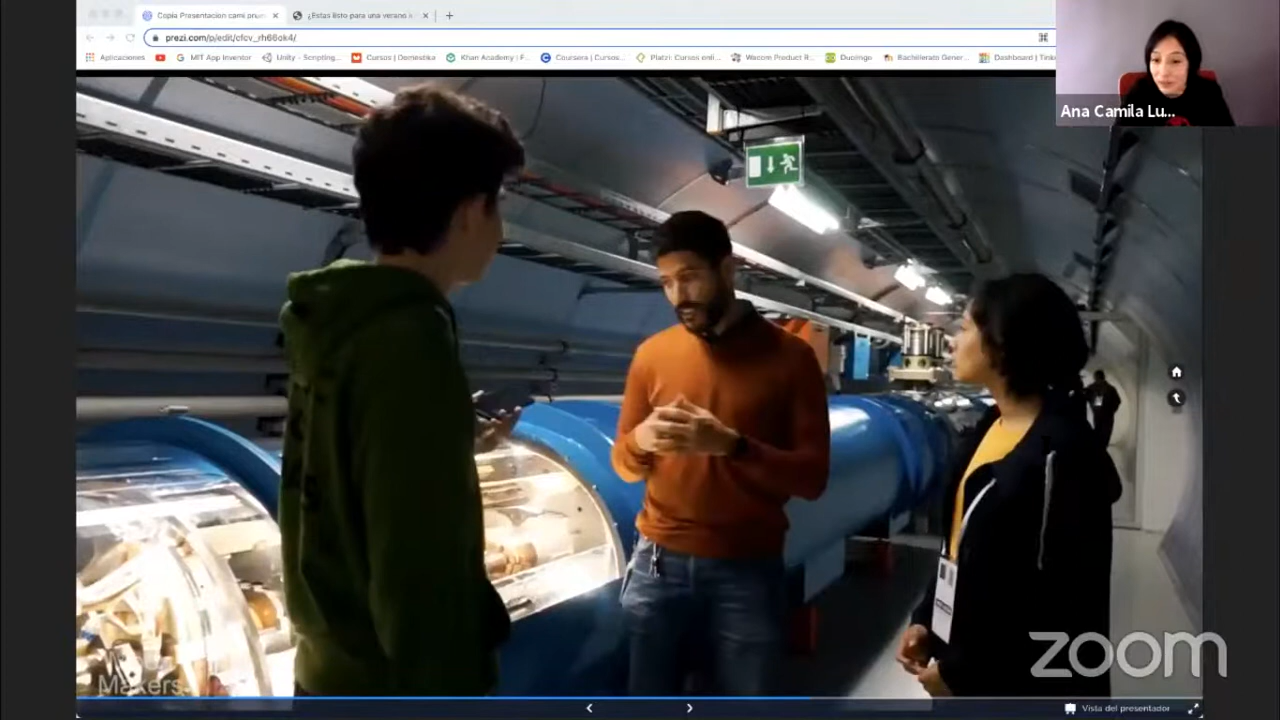 Copia Presentacion cami prue
¿Estas listo para una verano i
prezi.com/p/edit/cfcv_rh66ok4/
Aplicaciones
MIT App Inventor
Unity - Scripting...
Cursos | Domestika
Khan Academy | F...
Coursera | Cursos...
Platzi: Cursos onli...
Wacom Product R...
Duolingo
Bachillerato Gener...
Dashboard | Tink
Ana Camila Lu...
Makers
zoom
Vista del presentador